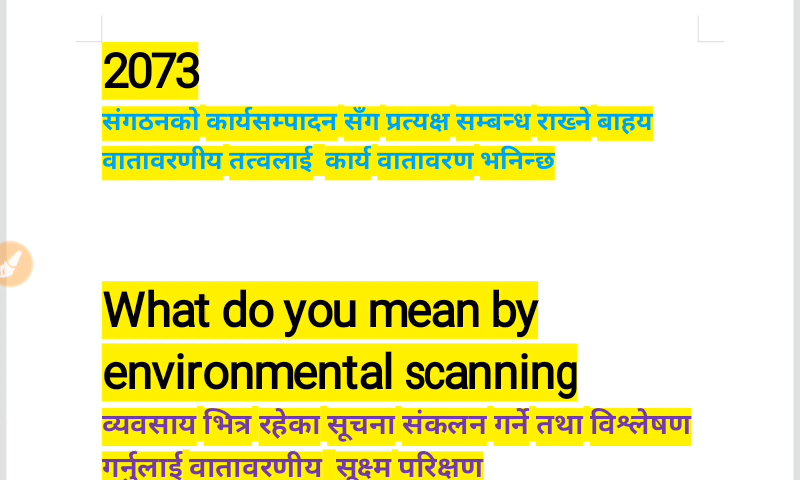 2073
संगठनको कार्यसम्पादन सँग प्रत्यक्ष सम्बन्ध राख्ने बाहय
वातावरणीय तत्वलाई कार्य वातावरण भनिन्छ
What do you mean by
environmental scanning
व्यवसाय भित्र रहेका सूचना संकलन गर्ने तथा विश्लेषण
गर्नुलाई वातावरणीय सूक्ष्म परिक्षण